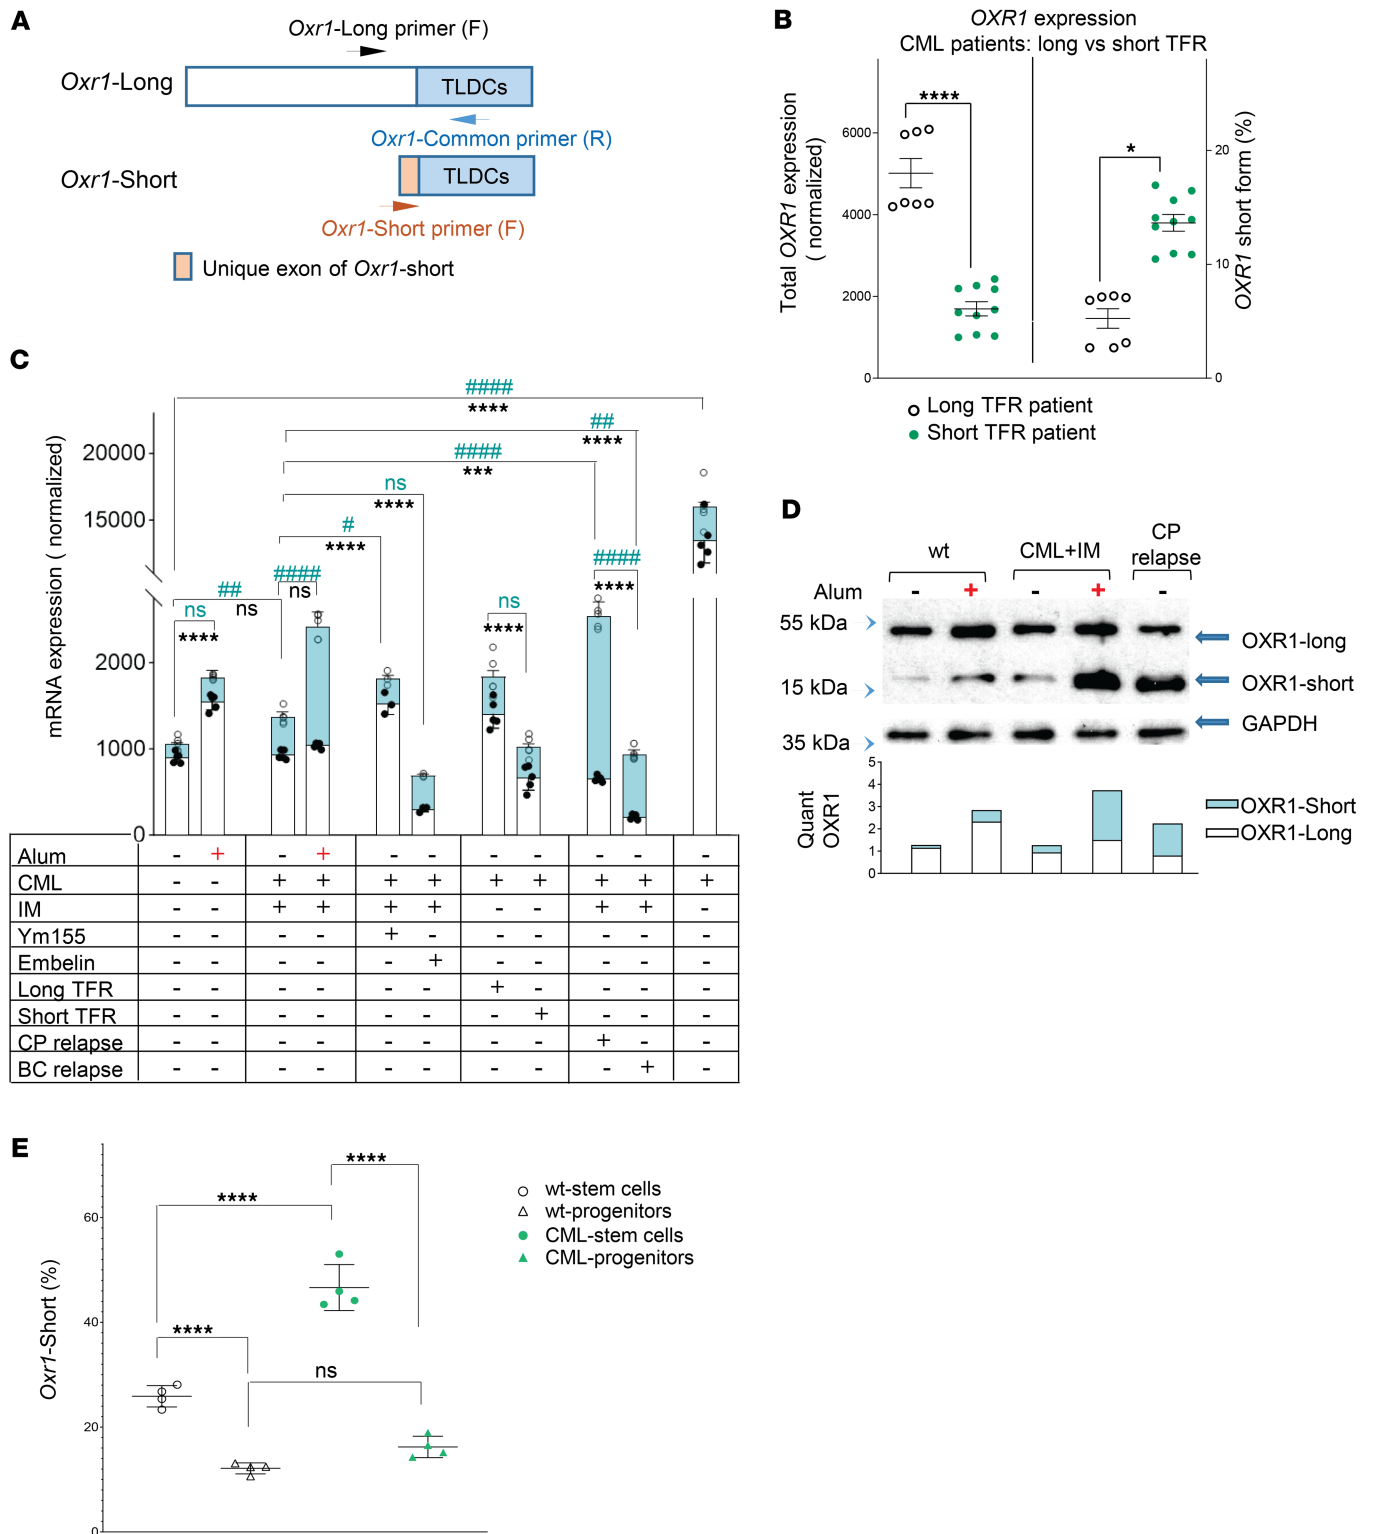 A
Oxr1-Long primer (F)
Oxr1-Long
TLDCs
Oxr1-Common primer (R)
Oxr1-Short
TLDCs
Oxr1-Short primer (F)
Unique exon of Oxr1-short
B
OXR1 expression
CML patients: long vs short TFR
Total OXR1 expression
( normalized)
6000
4000
2000
0
****
*
20
10
0
OXR1 short form (%)
Long TFR patient
Short TFR patient
C
mRNA expression ( normalized)
20000
15000
2000
1000
0
####
****
##
****
####
***
ns
****
#
****
####
ns
##
ns
ns
****
ns
****
####
****
Alum - + - + - - - - - - -
CML - - + + + + + + + + +
IM - - + + + + - - + + -
Ym155 - - - - + - - - - - -
Embelin - - - - - + - - - - -
Long TFR - - - - - - + - - - -
Short TFR - - - - - - - + - - -
CP relapse - - - - - - - - + - -
BC relapse - - - - - - - - - + -
D
wt
CML+IM
CP
relapse
Alum - + - + -
55 kDa
OXR1-long
15 kDa
OXR1-short
GAPDH
35 kDa
Quant
OXR1
5
4
3
2
1
0
OXR1-Short
OXR1-Long
E
Oxr1-Short (%)
60
40
20
0
****
****
****
ns
wt-stem cells
wt-progenitors
CML-stem cells
CML-progenitors